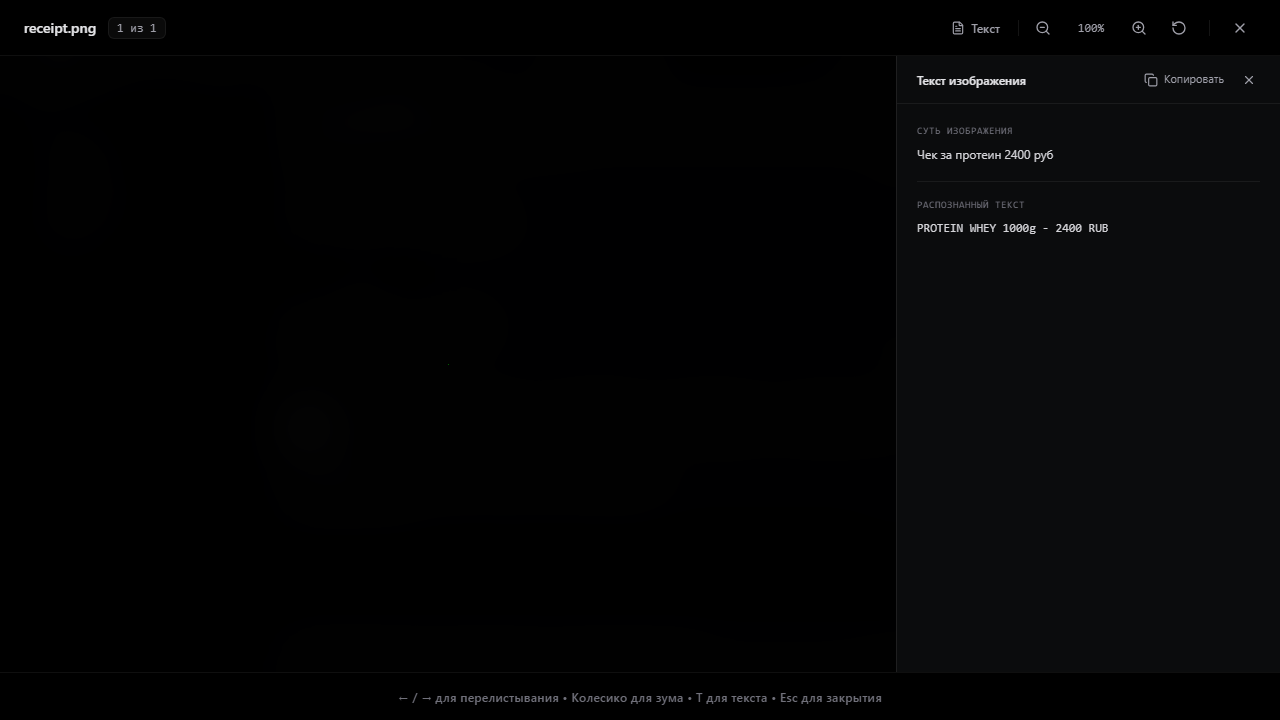 receipt.png 1 из 1 Текст 100%
Текст изображения Копировать
СУТЬ ИЗОБРАЖЕНИЯ
Чек за протеин 2400 руб
РАСПОЗНАННЫЙ ТЕКСТ
PROTEIN WHEY 1000g - 2400 RUB
← / → для перелистывания • Колесико для зума • T для текста • Esc для закрытия